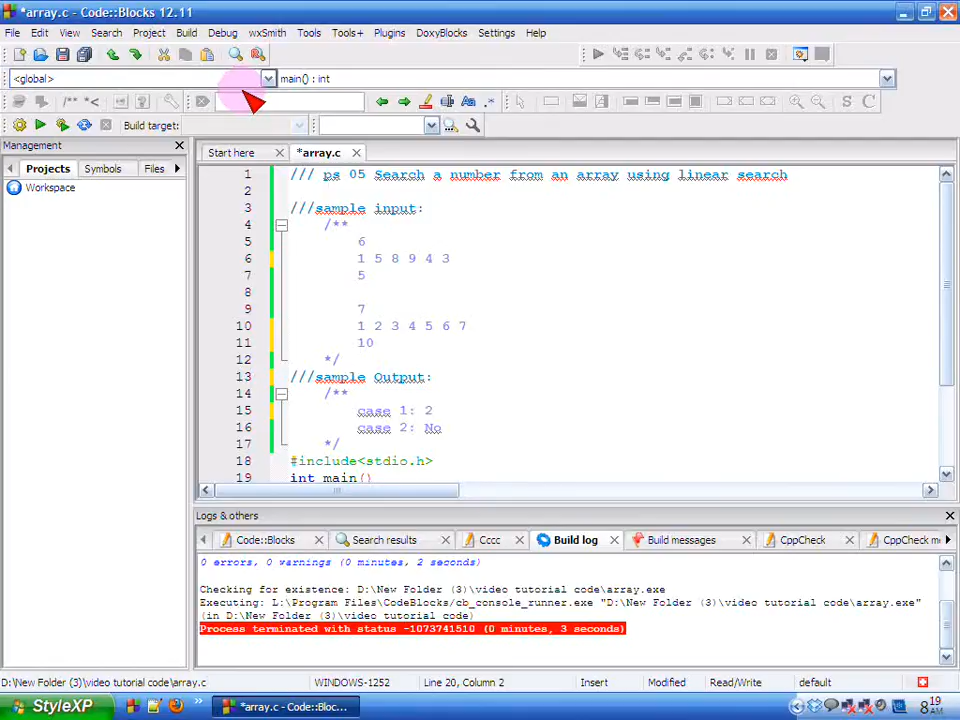 *array.c - Code::Blocks 12.11
File Edit View Search Project Build Debug wxSmith Tools Tools+ Plugins DoxyBlocks Settings Help
<global> main() : int
/** *<
Aa .*
S C
Build target:
Management
Start here *array.c
Projects Symbols Files
Workspace
1 /// ps 05 Search a number from an array using linear search
2
3 ///sample input:
4 /**
5 6
6 1 5 8 9 4 3
7 5
8
9 7
10 1 2 3 4 5 6 7
11 10
12 */
13 ///sample Output:
14 /**
15 case 1: 2
16 case 2: No
17 */
18 #include<stdio.h>
19 int main()
Logs & others
Code::Blocks Search results Cccc Build log Build messages CppCheck CppCheck me
0 errors, 0 warnings (0 minutes, 2 seconds)
Checking for existence: D:\New Folder (3)\video tutorial code\array.exe
Executing: L:\Program Files\CodeBlocks/cb_console_runner.exe "D:\New Folder (3)\video tutorial code\array.exe"
(in D:\New Folder (3)\video tutorial code)
Process terminated with status -1073741510 (0 minutes, 3 seconds)
D:\New Folder (3)\video tutorial code\array.c WINDOWS-1252 Line 20, Column 2 Insert Modified Read/Write default
StyleXP *array.c - Code::Bloc... 8 19 AM